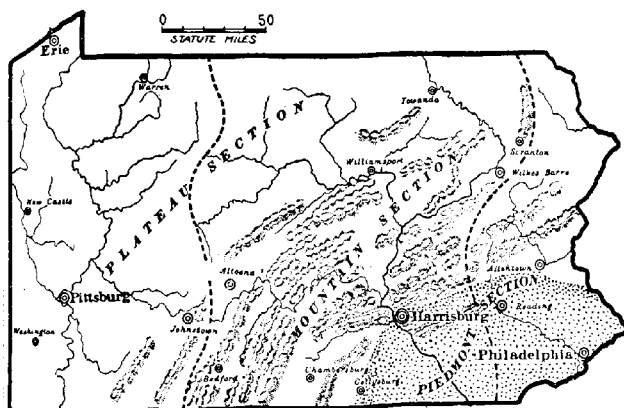 0 50
STATUTE MILES
Erie
Warren
Towanda
PLATEAU SECTION
Scranton
Williamsport
Wilkes Barre
New Castle
MOUNTAIN SECTION
Altoona
Allentown
Pittsburg
Reading
Harrisburg
Johnstown
Washington
Philadelphia
PIEDMONT SECTION
Bedford
Chambersburg
Gettysburg